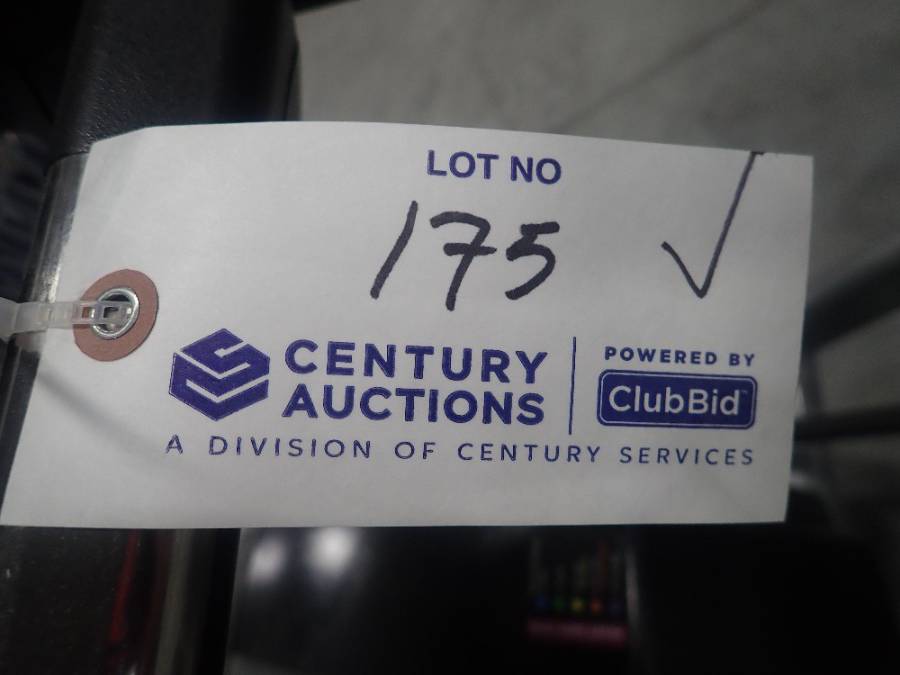 LOT NO
175 √
CENTURY
AUCTIONS
A DIVISION OF CENTURY SERVICES
POWERED BY
ClubBid